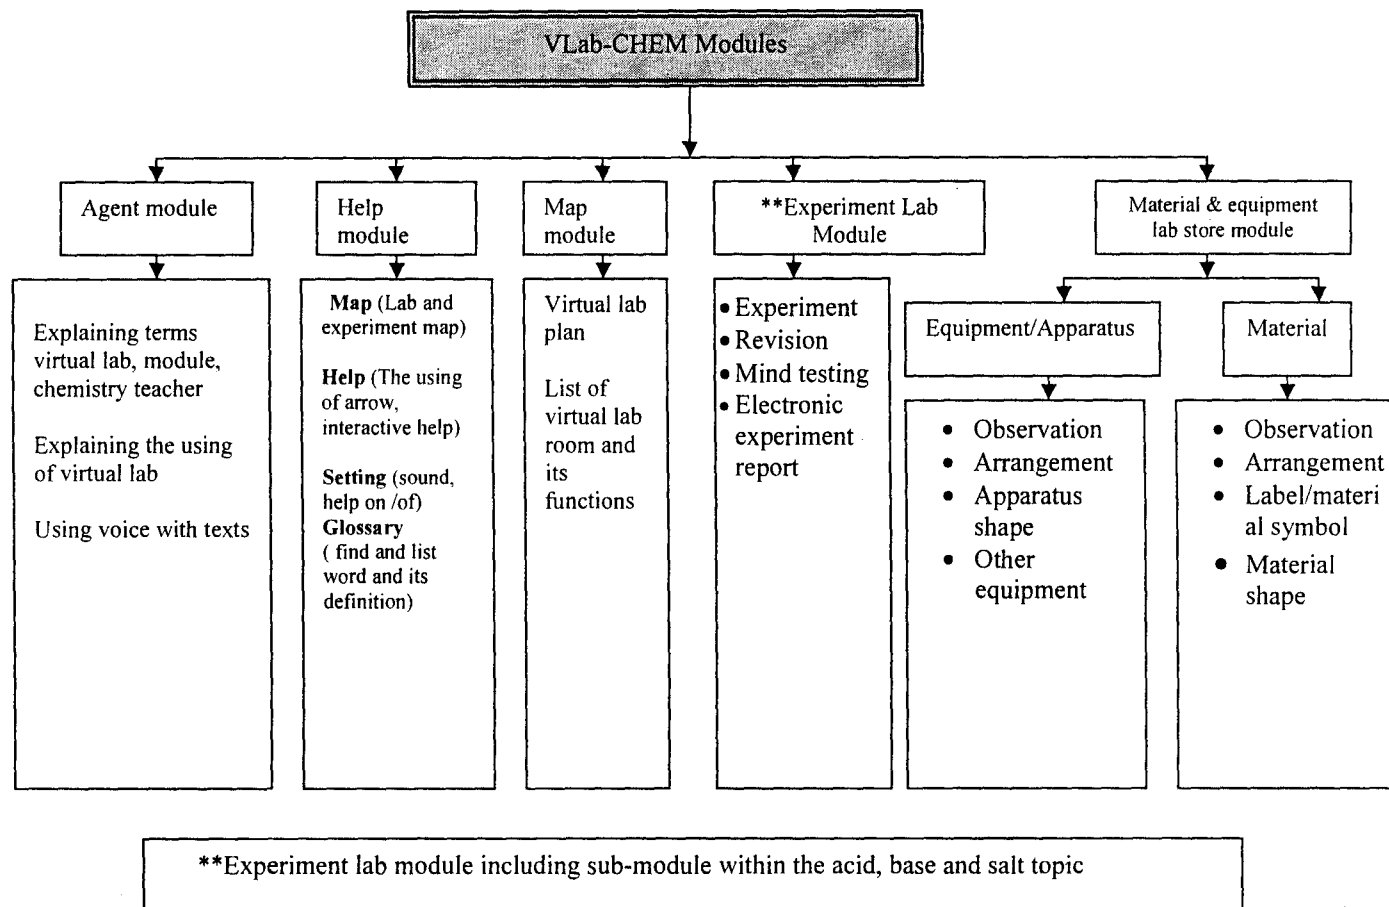 VLab-CHEM Modules
Agent module
Help
module
Map
module
**Experiment Lab
Module
Material & equipment
lab store module
Explaining terms
virtual lab, module,
chemistry teacher
Explaining the using
of virtual lab
Using voice with texts
Map (Lab and
experiment map)
Help (The using
of arrow,
interactive help)
Setting (sound,
help on /of)
Glossary
( find and list
word and its
definition)
Virtual lab
plan
List of
virtual lab
room and
its
functions
• Experiment
• Revision
• Mind testing
• Electronic
experiment
report
Equipment/Apparatus
• Observation
• Arrangement
• Apparatus
shape
• Other
equipment
Material
• Observation
• Arrangement
• Label/materi
al symbol
• Material
shape
**Experiment lab module including sub-module within the acid, base and salt topic